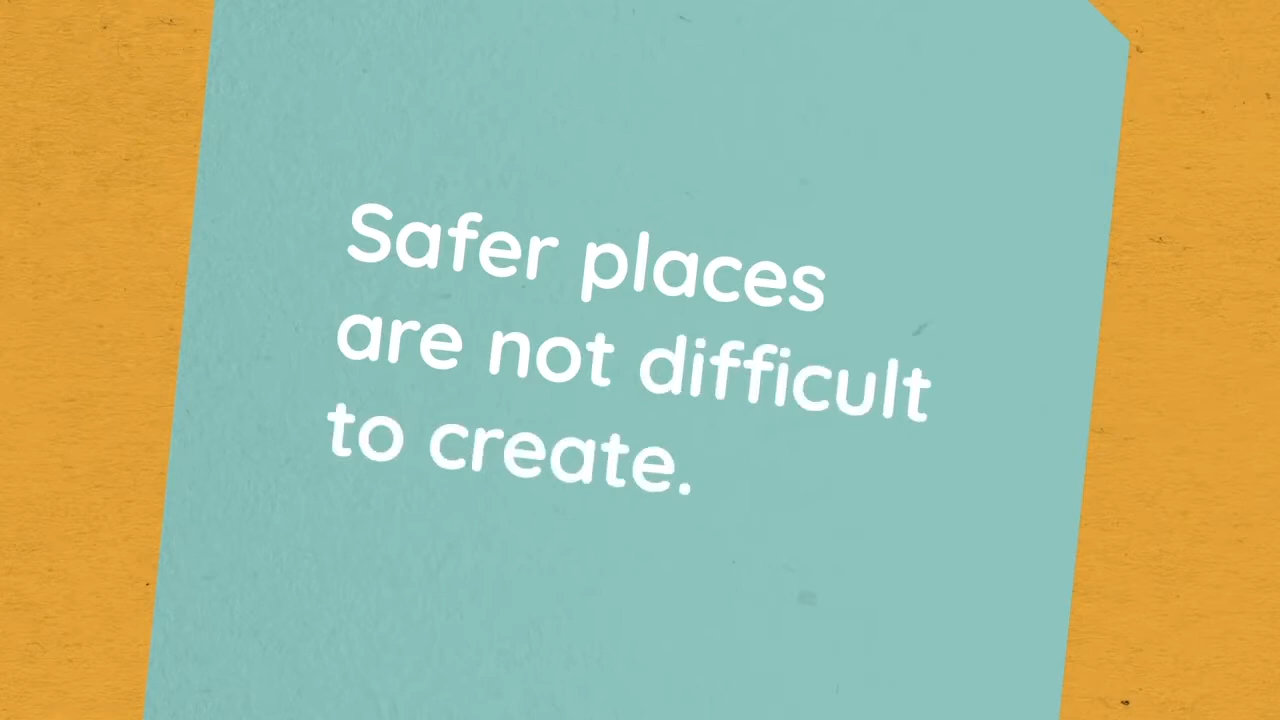 Safer places
are not difficult
to create.